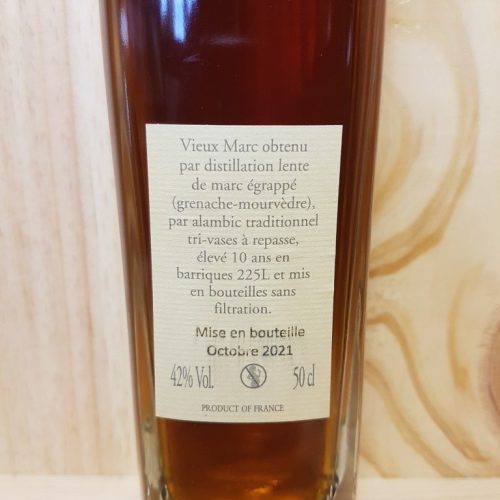 Vieux Marc obtenu
par distillation lente
de marc égrappé
(grenache-mourvèdre),
par alambic traditionnel
tri-vases à repasse,
élevé 10 ans en
barriques 225L et mis
en bouteilles sans
filtration.
Mise en bouteille
Octobre 2021
42% Vol. 50 cl
PRODUCT OF FRANCE